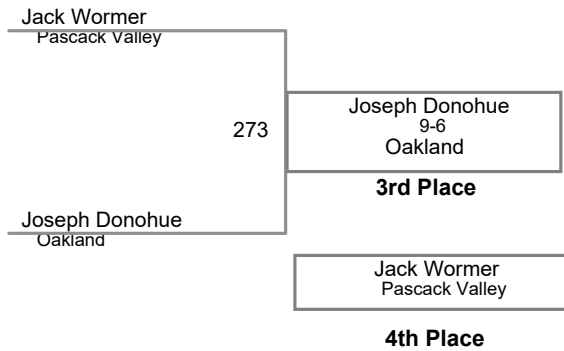 Jack Wormer
Pascack Valley
273
Joseph Donohue
9-6
Oakland
3rd Place
Joseph Donohue
Oakland
Jack Wormer
Pascack Valley
4th Place